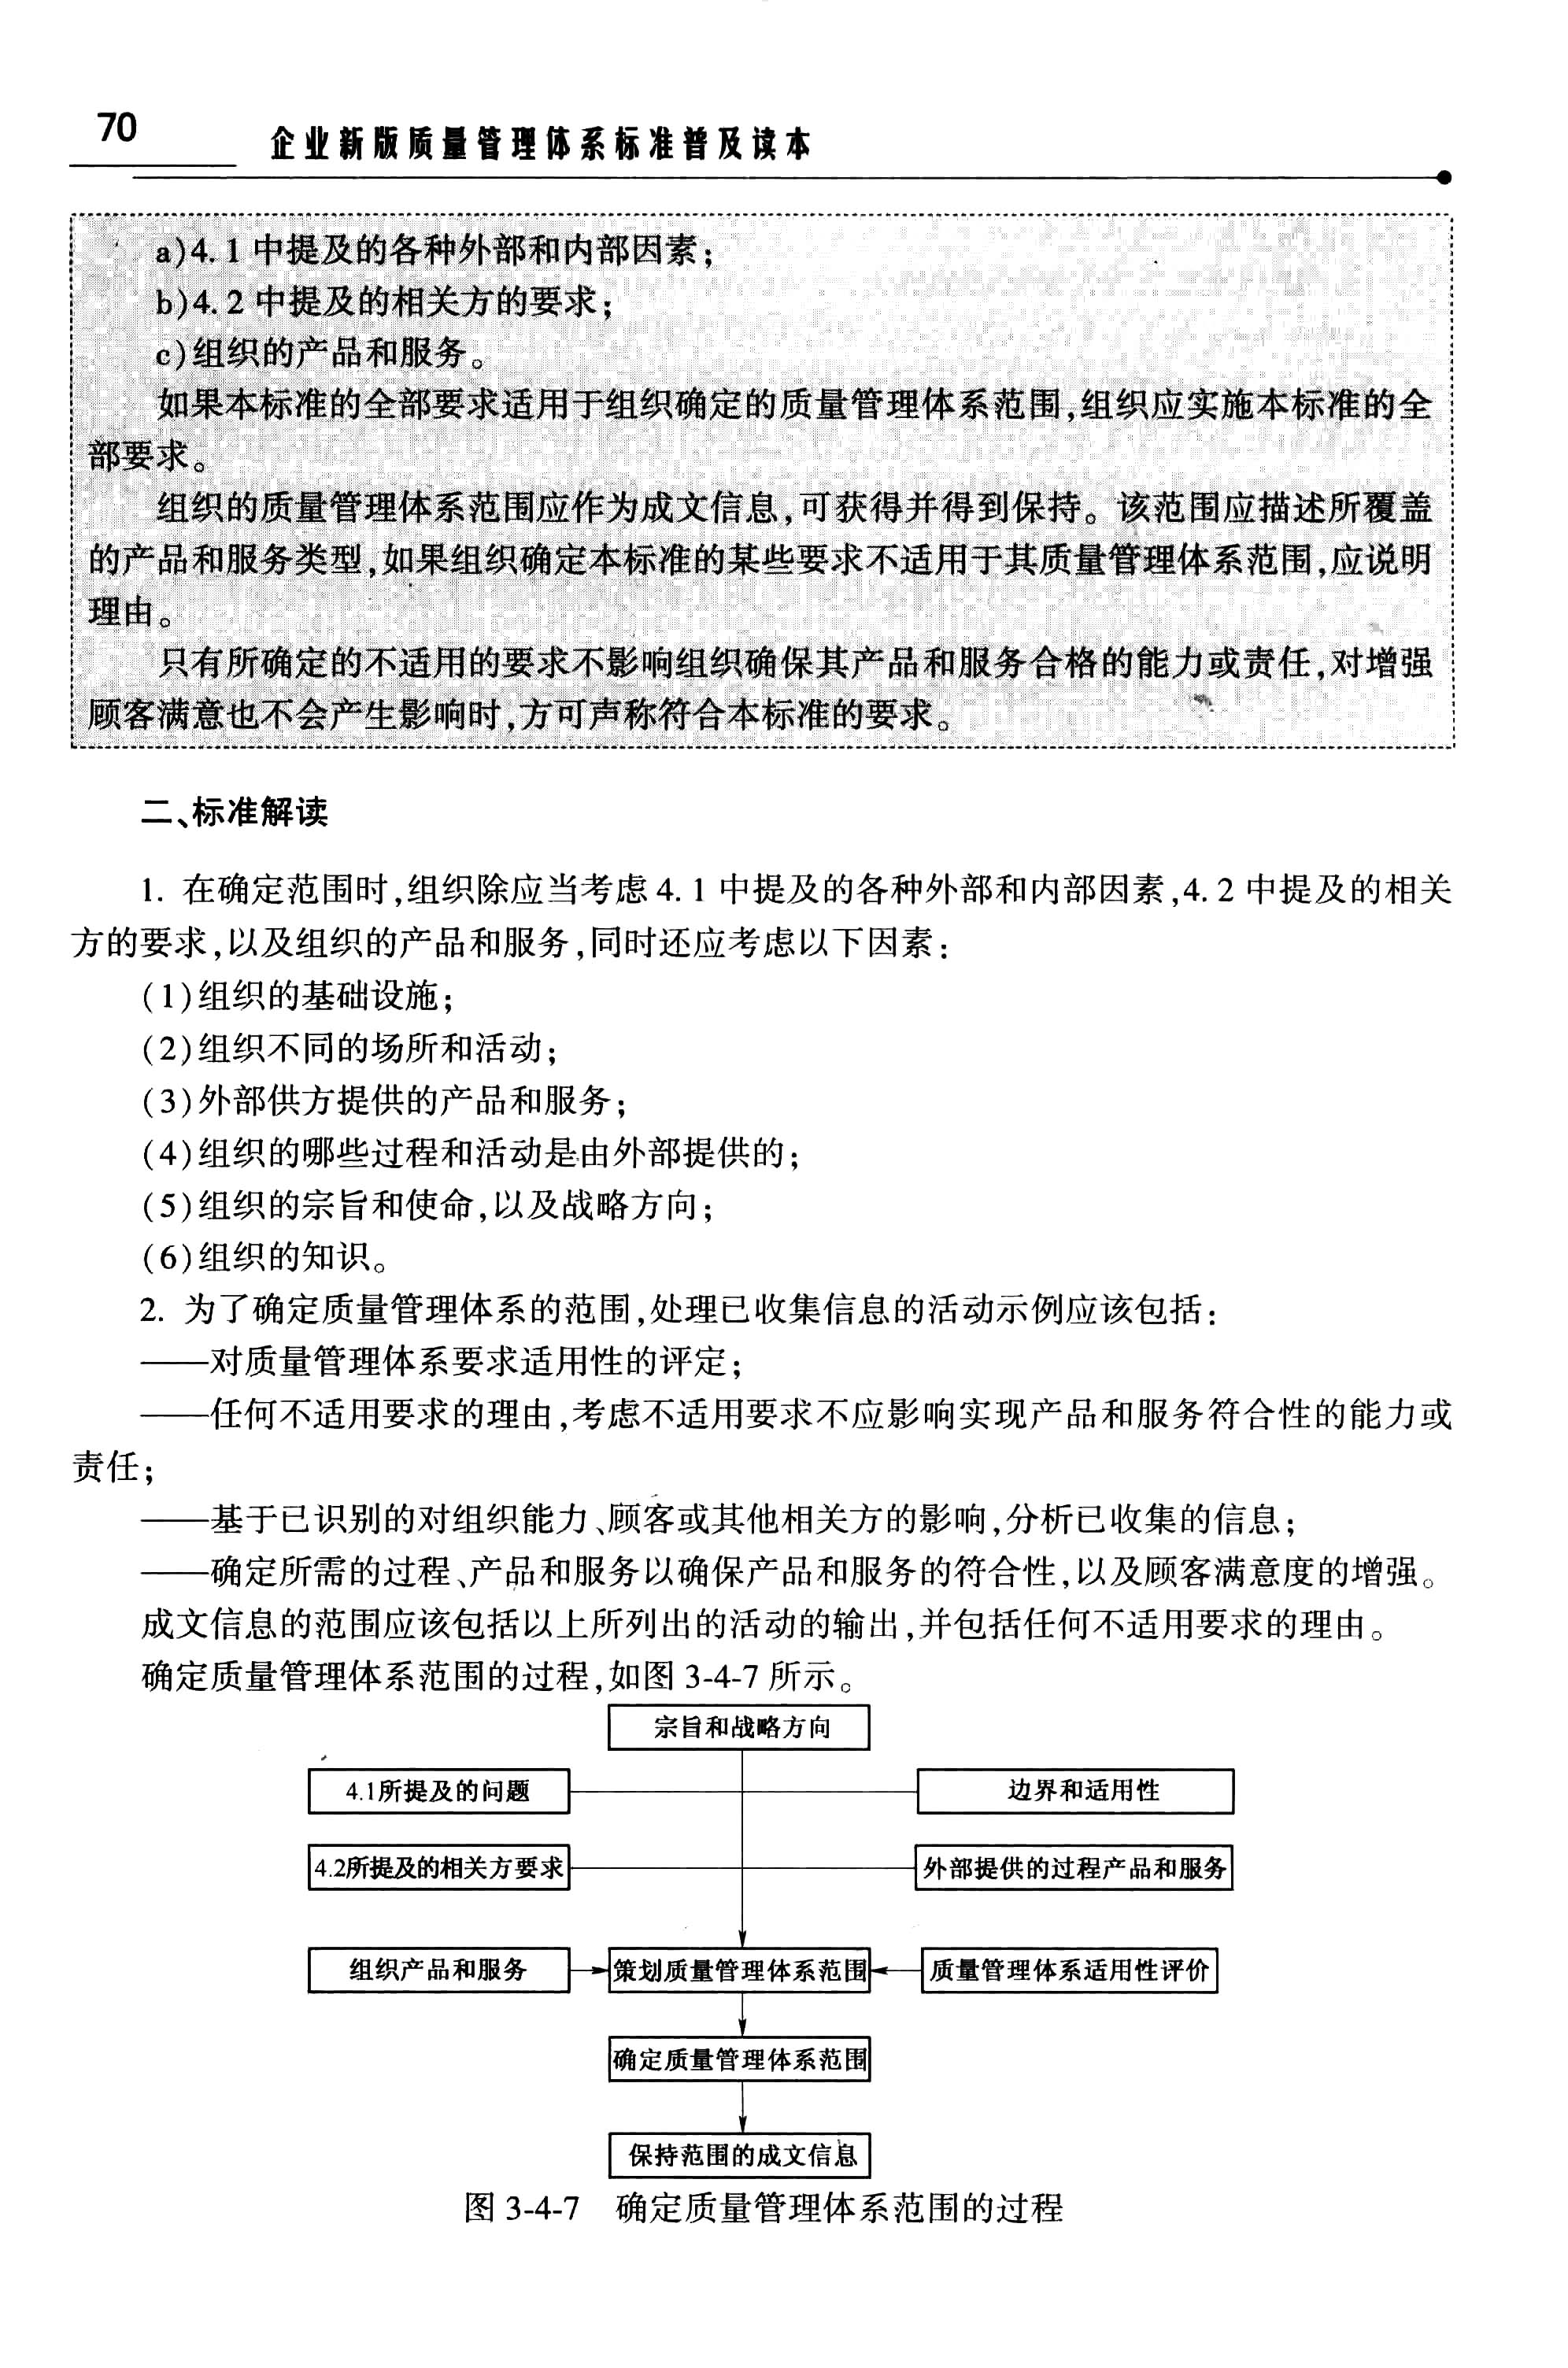 70
企业新版质量管理体系标准普及读本
a)4.1中提及的各种外部和内部因素;
b)4.2中提及的相关方的要求;
c)组织的产品和服务。
如果本标准的全部要求适用于组织确定的质量管理体系范围,组织应实施本标准的全
部要求。
组织的质量管理体系范围应作为成文信息,可获得并得到保持。该范围应描述所覆盖
的产品和服务类型,如果组织确定本标准的某些要求不适用于其质量管理体系范围,应说明
理由。
只有所确定的不适用的要求不影响组织确保其产品和服务合格的能力或责任,对增强
顾客满意也不会产生影响时,方可声称符合本标准的要求。
二、标准解读
1. 在确定范围时,组织除应当考虑4.1中提及的各种外部和内部因素,4.2中提及的相关
方的要求,以及组织的产品和服务,同时还应考虑以下因素:
(1)组织的基础设施;
(2)组织不同的场所和活动;
(3)外部供方提供的产品和服务;
(4)组织的哪些过程和活动是由外部提供的;
(5)组织的宗旨和使命,以及战略方向;
(6)组织的知识。
2. 为了确定质量管理体系的范围,处理已收集信息的活动示例应该包括:
——对质量管理体系要求适用性的评定;
——任何不适用要求的理由,考虑不适用要求不应影响实现产品和服务符合性的能力或
责任;
——基于已识别的对组织能力、顾客或其他相关方的影响,分析已收集的信息;
——确定所需的过程、产品和服务以确保产品和服务的符合性,以及顾客满意度的增强。
成文信息的范围应该包括以上所列出的活动的输出,并包括任何不适用要求的理由。
确定质量管理体系范围的过程,如图3-4-7所示。
宗旨和战略方向
4.1所提及的问题
边界和适用性
4.2所提及的相关方要求
外部提供的过程产品和服务
组织产品和服务
策划质量管理体系范围
质量管理体系适用性评价
确定质量管理体系范围
保持范围的成文信息
图3-4-7 确定质量管理体系范围的过程